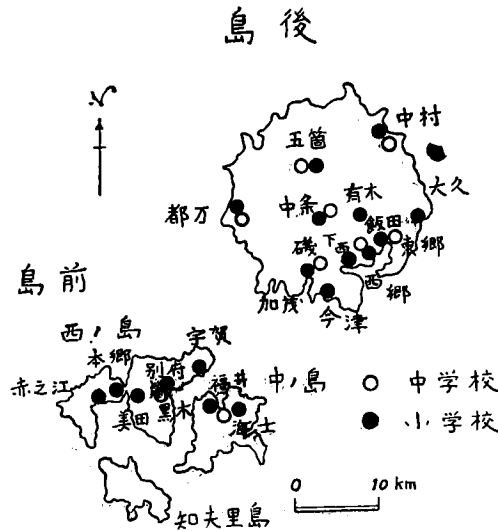 島後
中村
五箇
大久
有木
中条
都万
飯田
東郷
磯
下西
西郷
加茂
今津
島前
西ノ島
宇賀
本郷
別府
赤之江
福井
中ノ島
美田
黒木
海士
知夫里島
○ 中学校
● 小学校
0 10 km